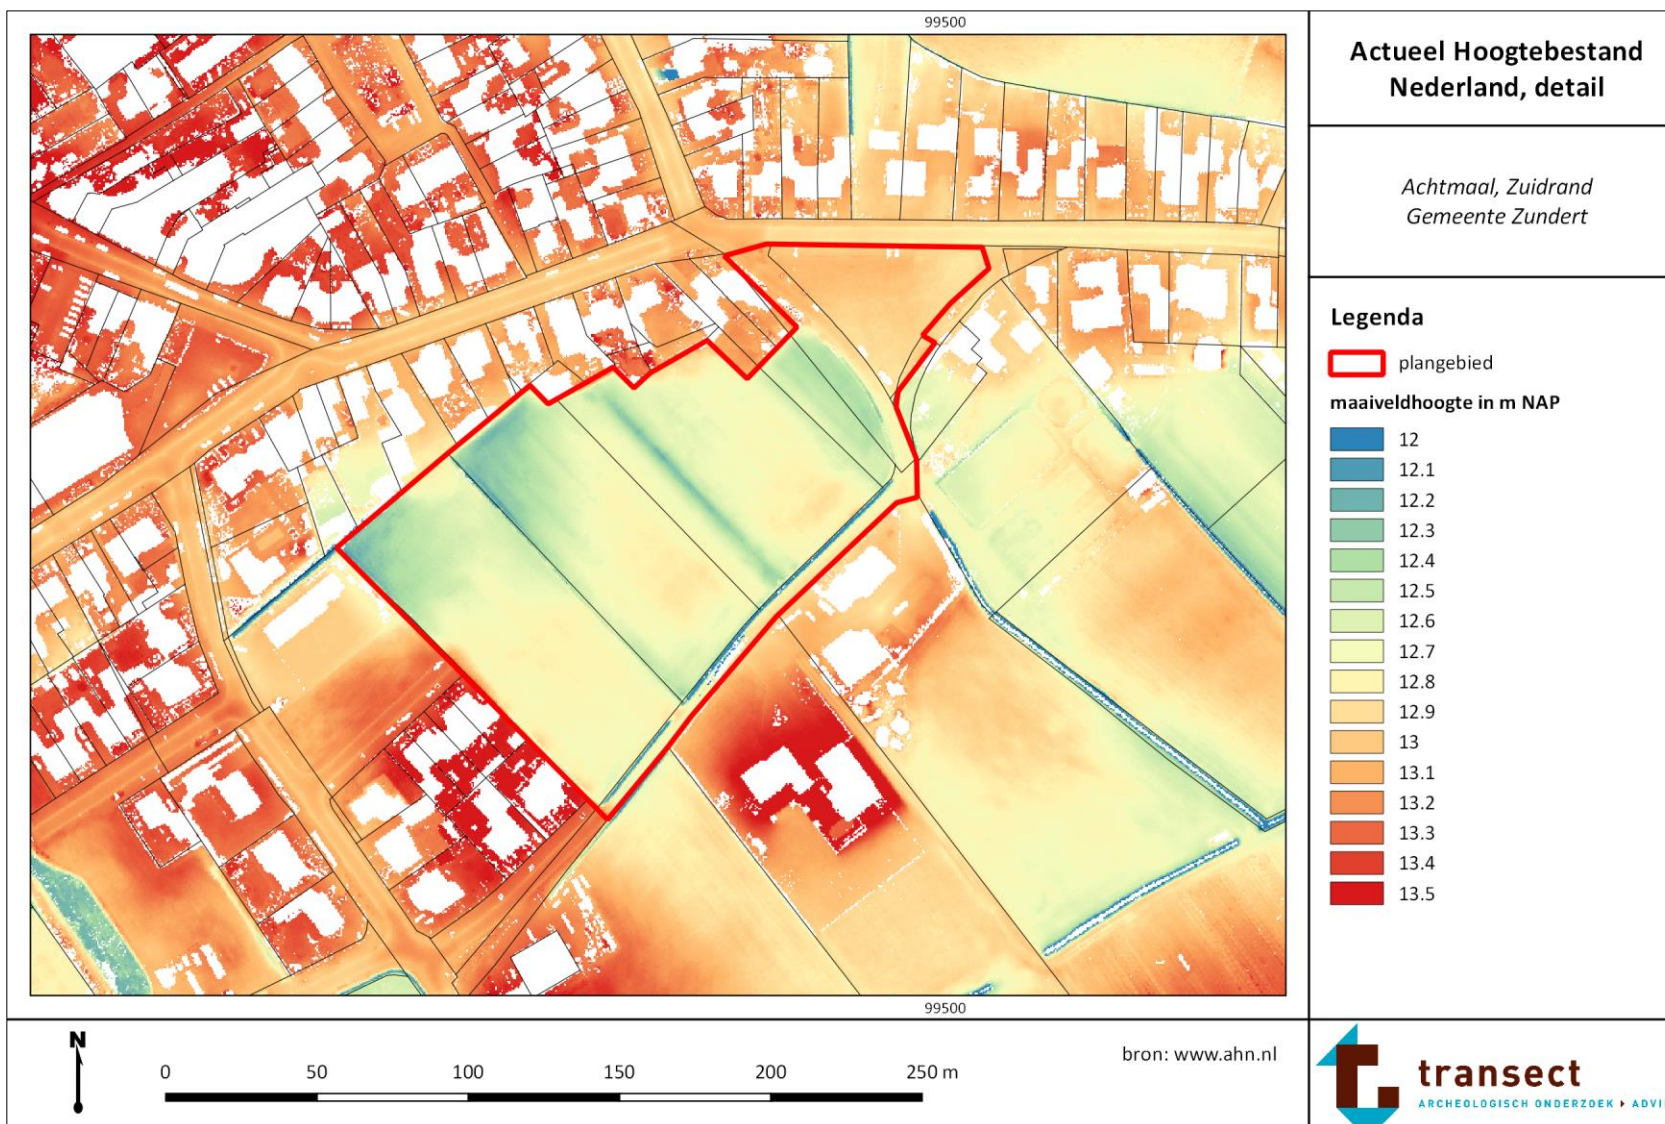 99500
Actueel Hoogtebestand
Nederland, detail
Achtmaal, Zuidrand
Gemeente Zundert
Legenda
plangebied
maaiveldhoogte in m NAP
12
12.1
12.2
12.3
12.4
12.5
12.6
12.7
12.8
12.9
13
13.1
13.2
13.3
13.4
13.5
99500
N
0 50 100 150 200 250 m
bron: www.ahn.nl
transect
ARCHEOLOGISCH ONDERZOEK ▸ ADVI